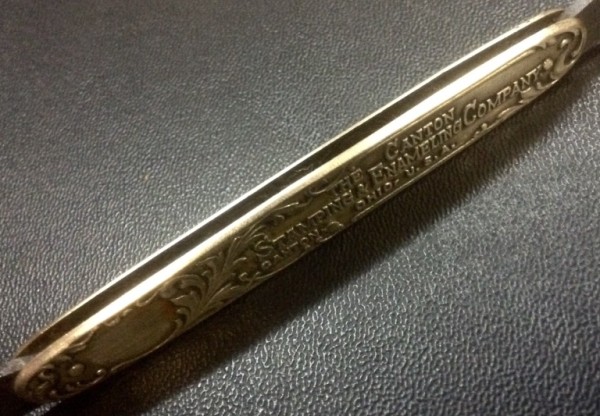 THE CANTON
STAMPING & ENAMELING COMPANY
CANTON, OHIO, U.S.A.